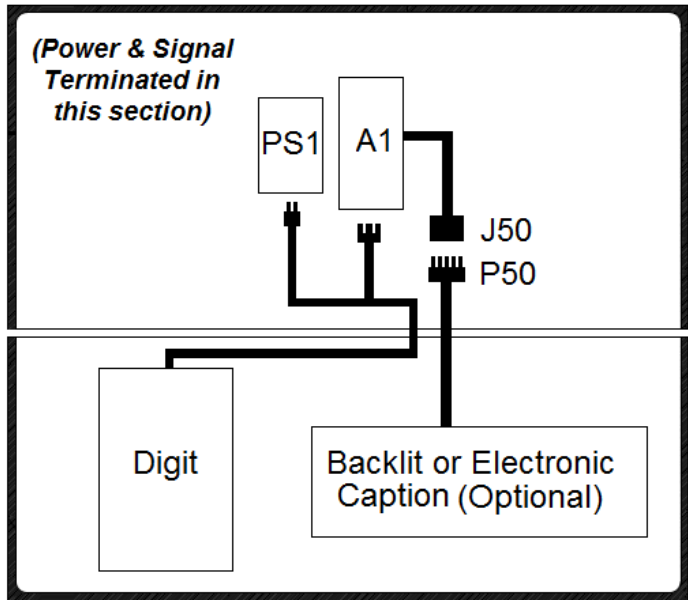 (Power & Signal
Terminated in
this section)
PS1
A1
J50
P50
Digit
Backlit or Electronic
Caption (Optional)